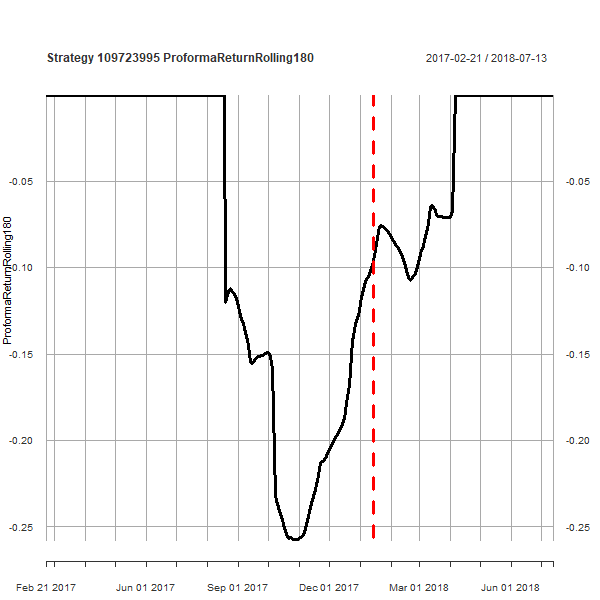 Strategy 109723995 ProformaReturnRolling180
2017-02-21 / 2018-07-13
ProformaReturnRolling180
-0.05 -0.05
-0.10 -0.10
-0.15 -0.15
-0.20 -0.20
-0.25 -0.25
Feb 21 2017 Jun 01 2017 Sep 01 2017 Dec 01 2017 Mar 01 2018 Jun 01 2018